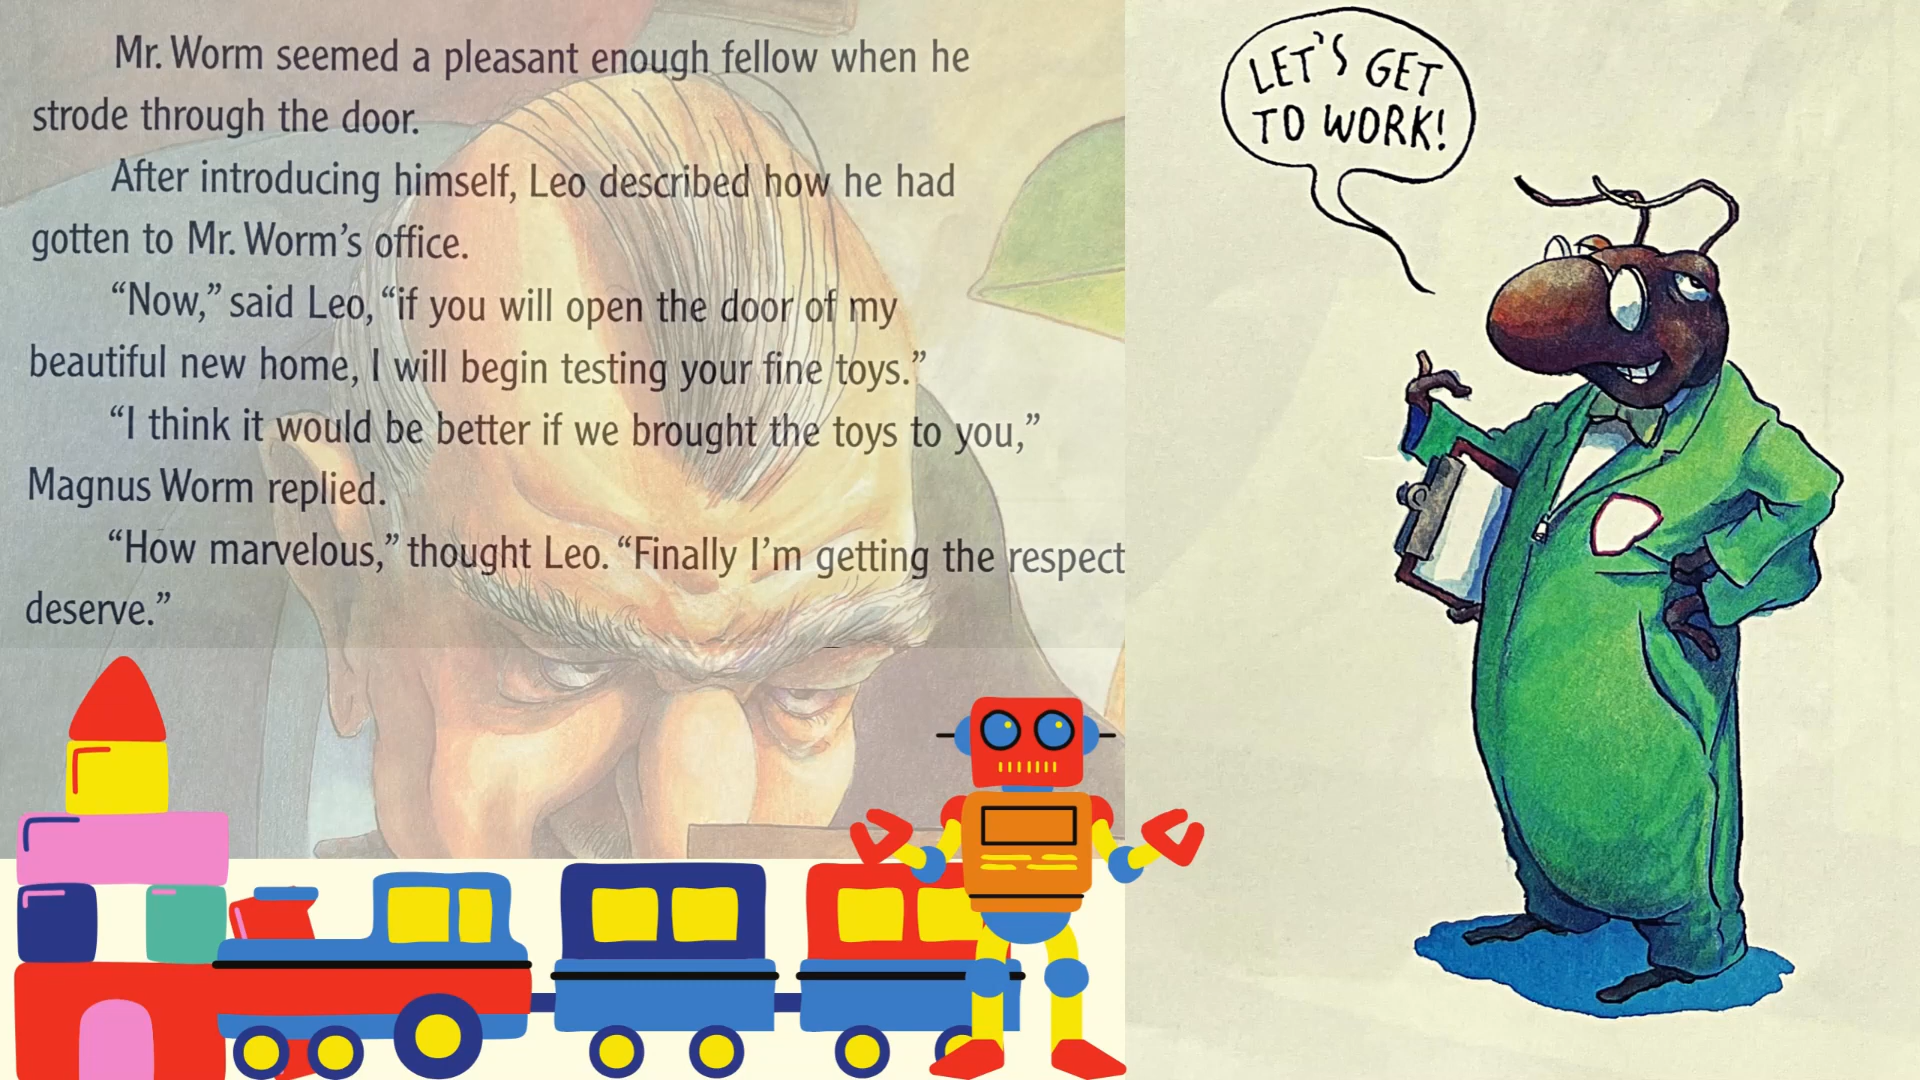 Mr. Worm seemed a pleasant enough fellow when he
strode through the door.
After introducing himself, Leo described how he had
gotten to Mr. Worm's office.
“Now,” said Leo, “if you will open the door of my
beautiful new home, I will begin testing your fine toys.”
“I think it would be better if we brought the toys to you,”
Magnus Worm replied.
“How marvelous,” thought Leo. “Finally I'm getting the respect
deserve.”
LET'S GET
TO WORK!